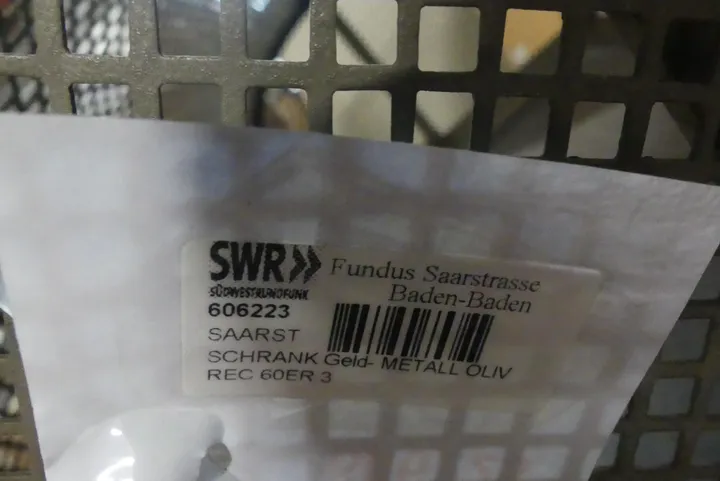 SWR»
SÜDWESTRUNDFUNK
Fundus Saarstrasse
Baden-Baden
606223
SAARST
SCHRANK Geld- METALL OLIV
REC 60ER 3